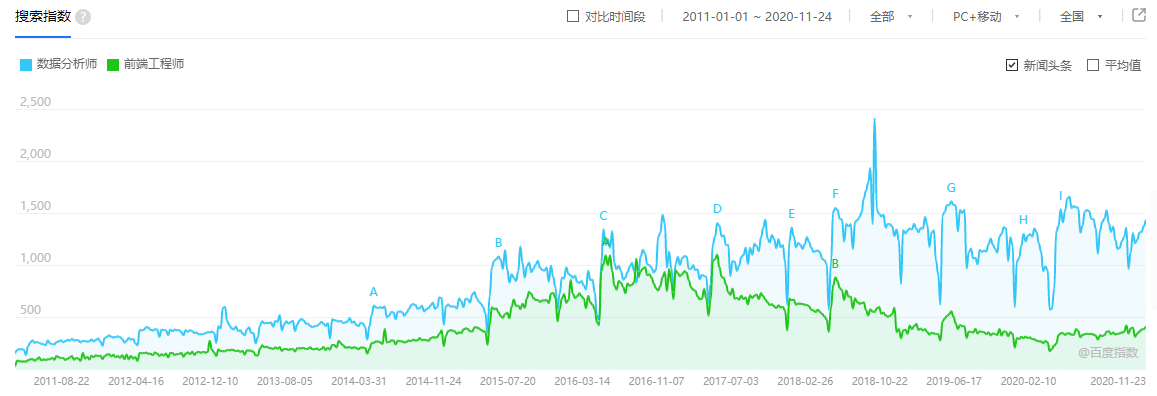 搜索指数 ? 对比时间段 2011-01-01 ~ 2020-11-24 全部 PC+移动 全国
数据分析师 前端工程师 新闻头条 平均值
2,500
2,000
1,500
1,000
500
A
B
C
D
E
F
G
H
I
A
B
@百度指数
2011-08-22 2012-04-16 2012-12-10 2013-08-05 2014-03-31 2014-11-24 2015-07-20 2016-03-14 2016-11-07 2017-07-03 2018-02-26 2018-10-22 2019-06-17 2020-02-10 2020-11-23